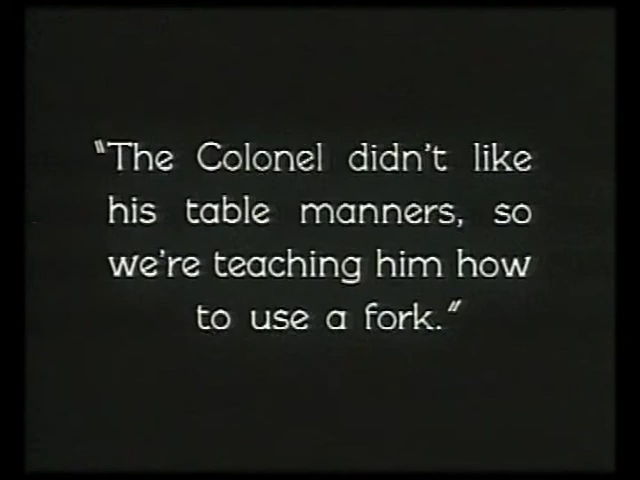 "The Colonel didn't like
his table manners, so
we're teaching him how
to use a fork."